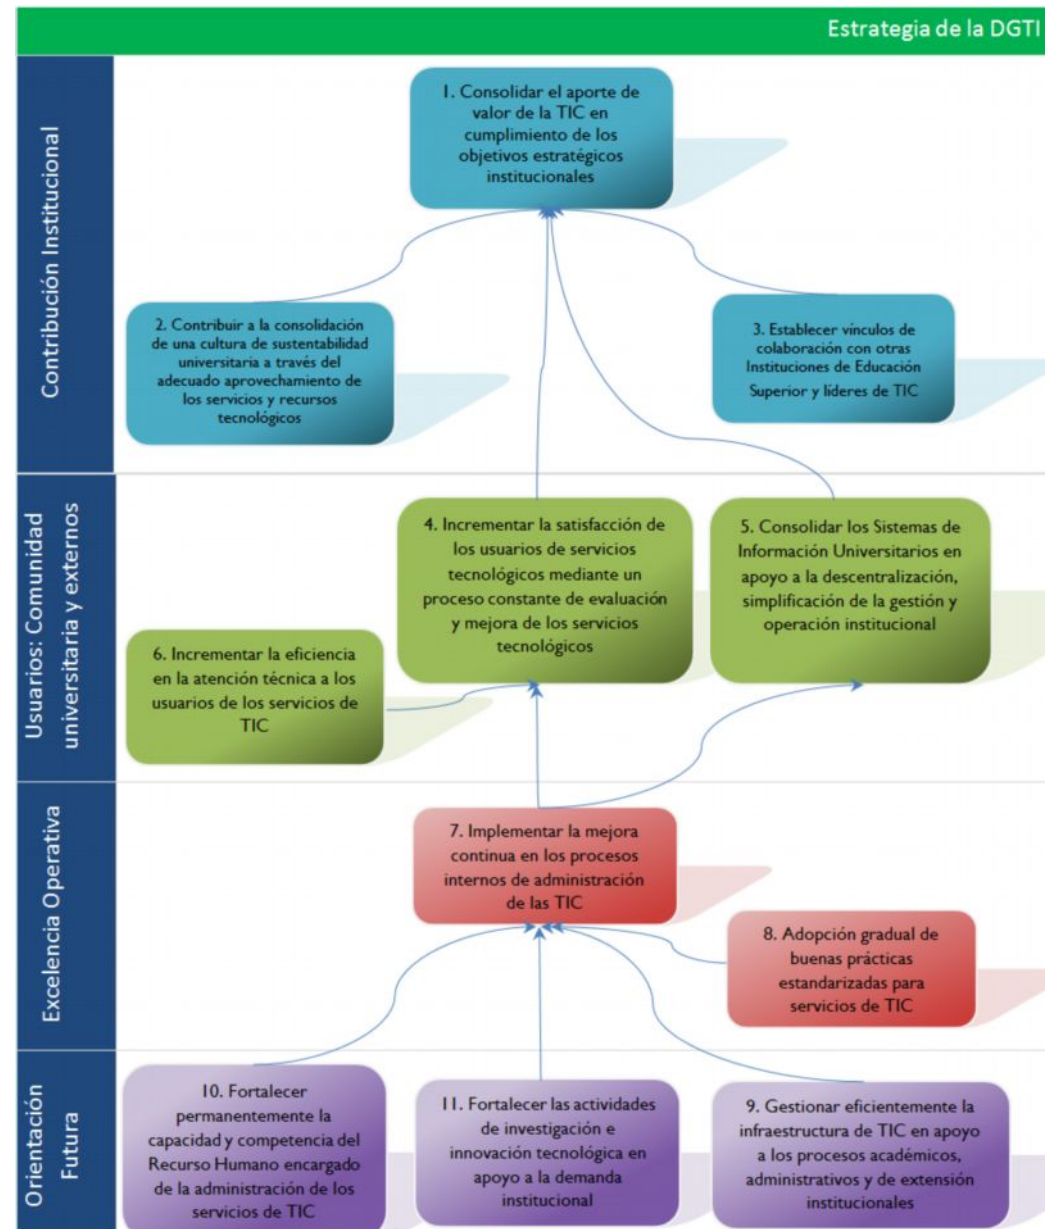 Estrategia de la DGTI
Contribución Institucional
1. Consolidar el aporte de
valor de la TIC en
cumplimiento de los
objetivos estratégicos
institucionales
2. Contribuir a la consolidación
de una cultura de sustentabilidad
universitaria a través del
adecuado aprovechamiento de
los servicios y recursos
tecnológicos
3. Establecer vínculos de
colaboración con otras
Instituciones de Educación
Superior y líderes de TIC
Usuarios: Comunidad
universitaria y externos
4. Incrementar la satisfacción de
los usuarios de servicios
tecnológicos mediante un
proceso constante de evaluación
y mejora de los servicios
tecnológicos
5. Consolidar los Sistemas de
Información Universitarios en
apoyo a la descentralización,
simplificación de la gestión y
operación institucional
6. Incrementar la eficiencia
en la atención técnica a los
usuarios de los servicios de
TIC
Excelencia Operativa
7. Implementar la mejora
continua en los procesos
internos de administración
de las TIC
8. Adopción gradual de
buenas prácticas
estandarizadas para
servicios de TIC
Orientación
Futura
10. Fortalecer
permanentemente la
capacidad y competencia del
Recurso Humano encargado
de la administración de los
servicios de TIC
11. Fortalecer las actividades
de investigación e
innovación tecnológica en
apoyo a la demanda
institucional
9. Gestionar eficientemente la
infraestructura de TIC en apoyo
a los procesos académicos,
administrativos y de extensión
institucionales